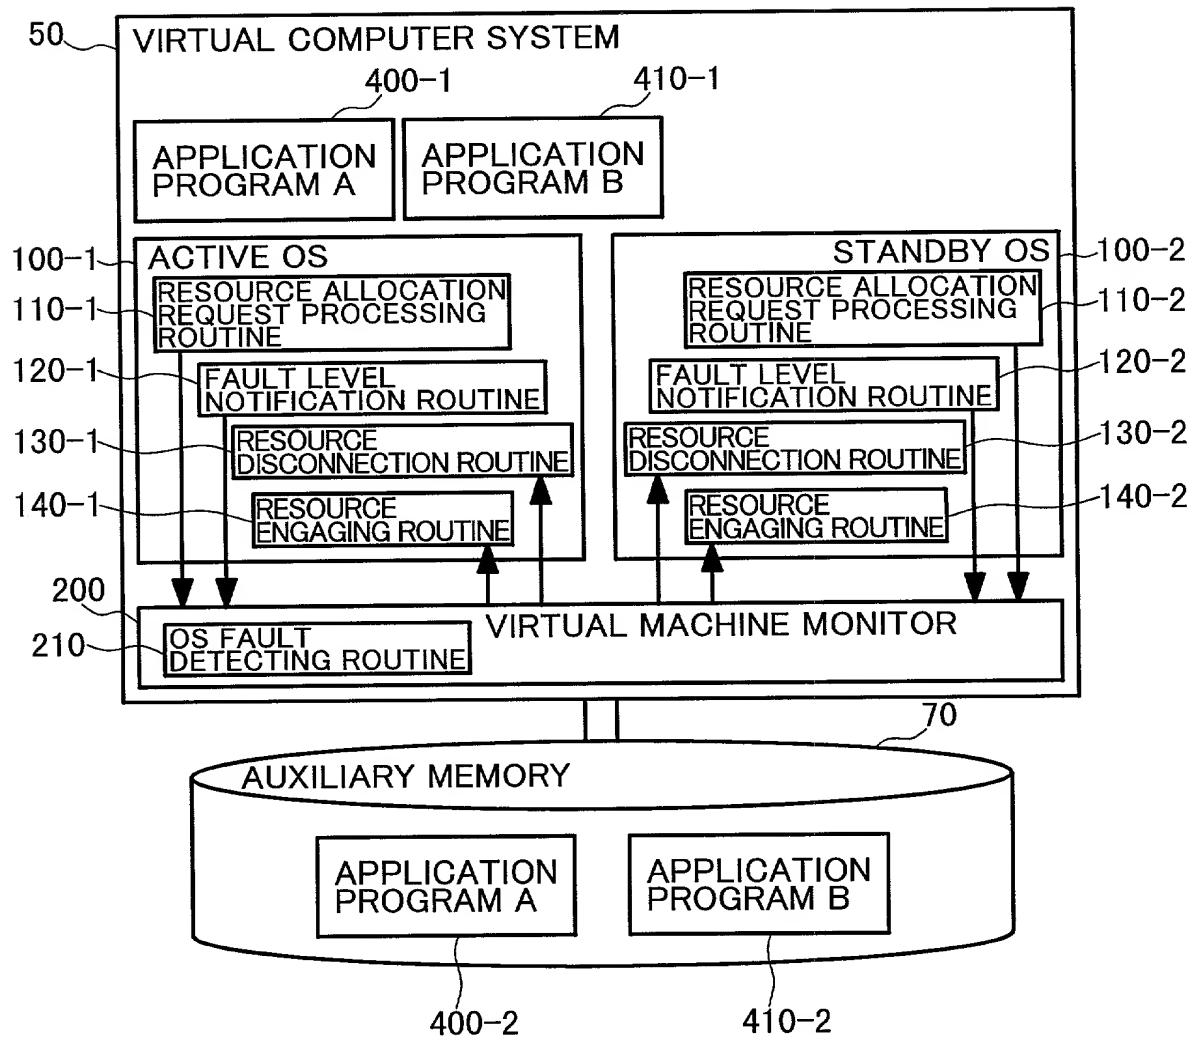 50
VIRTUAL COMPUTER SYSTEM
400-1
410-1
APPLICATION
PROGRAM A
APPLICATION
PROGRAM B
100-1
ACTIVE OS
110-1
RESOURCE ALLOCATION
REQUEST PROCESSING
ROUTINE
120-1
FAULT LEVEL
NOTIFICATION ROUTINE
130-1
RESOURCE
DISCONNECTION ROUTINE
140-1
RESOURCE
ENGAGING ROUTINE
STANDBY OS
100-2
RESOURCE ALLOCATION
REQUEST PROCESSING
ROUTINE
110-2
FAULT LEVEL
NOTIFICATION ROUTINE
120-2
RESOURCE
DISCONNECTION ROUTINE
130-2
RESOURCE
ENGAGING ROUTINE
140-2
200
VIRTUAL MACHINE MONITOR
210
OS FAULT
DETECTING ROUTINE
70
AUXILIARY MEMORY
APPLICATION
PROGRAM A
APPLICATION
PROGRAM B
400-2
410-2